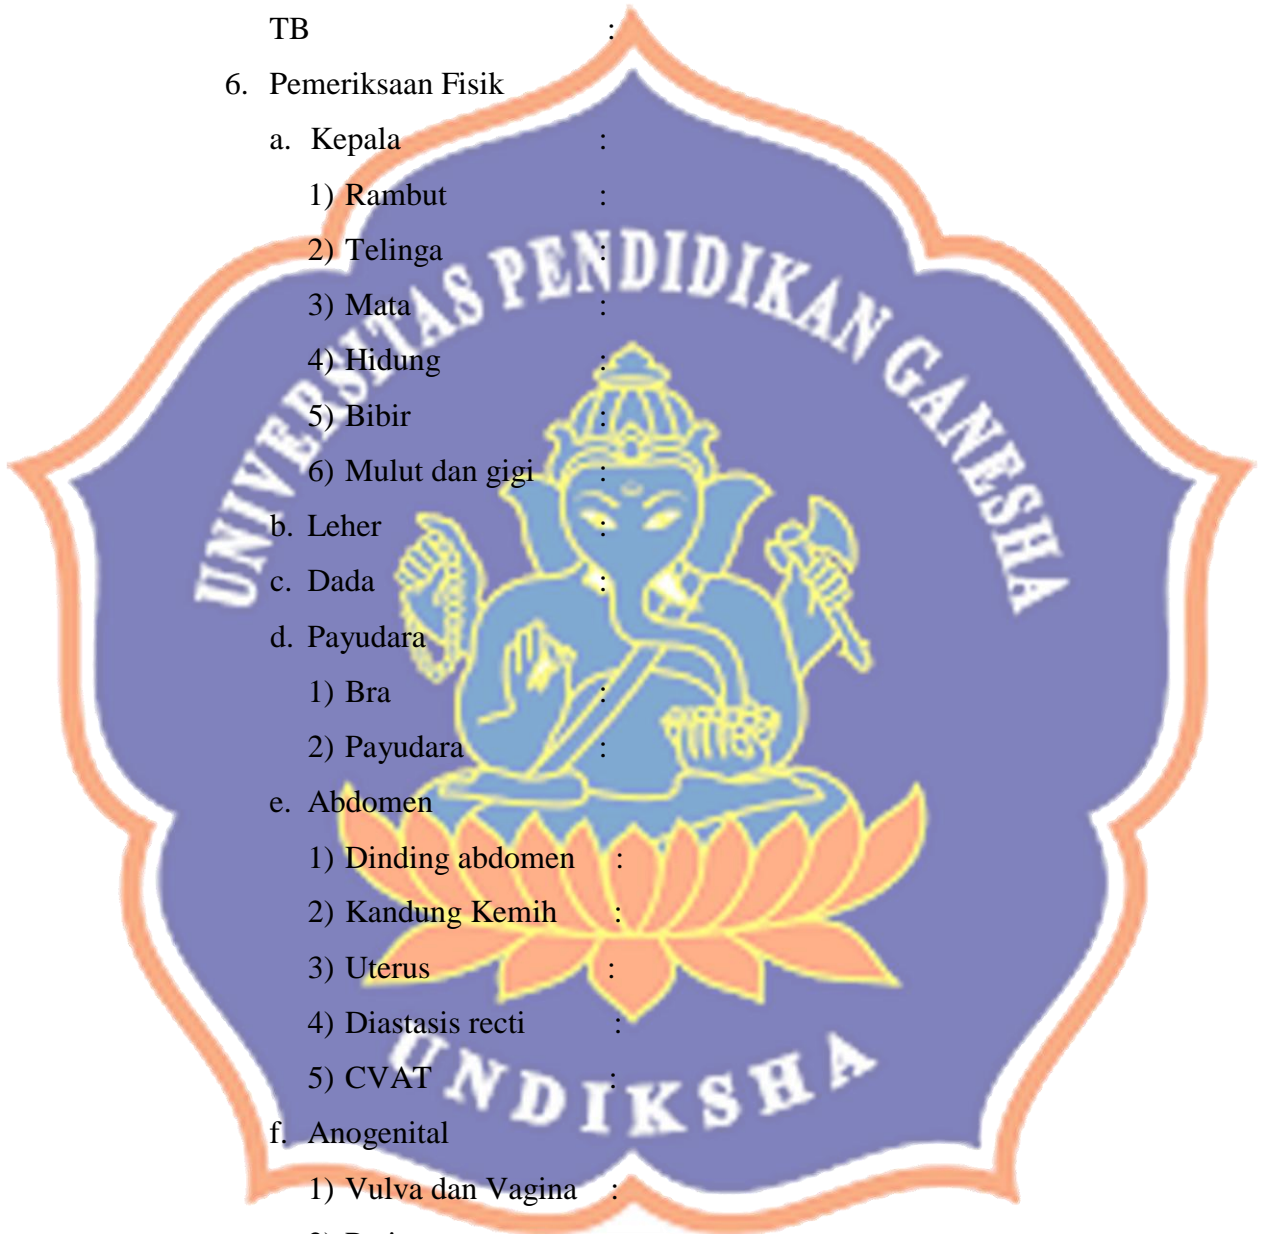 TB :
6. Pemeriksaan Fisik
a. Kepala :
1) Rambut :
2) Telinga :
3) Mata :
4) Hidung :
5) Bibir :
6) Mulut dan gigi :
b. Leher :
c. Dada :
d. Payudara
1) Bra :
2) Payudara :
e. Abdomen
1) Dinding abdomen :
2) Kandung Kemih :
3) Uterus :
4) Diastasis recti :
5) CVAT :
f. Anogenital
1) Vulva dan Vagina :
UNIVERSITAS PENDIDIKAN GANESHA
UNDIKSHA